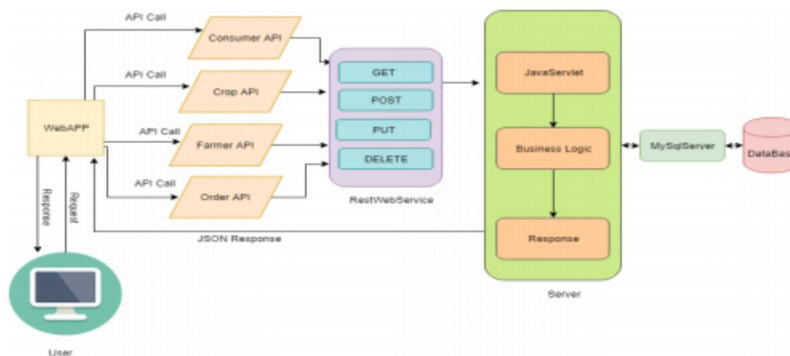 API Call
Consumer API
API Call
Crop API
WebAPP
API Call
Farmer API
API Call
Order API
GET
POST
PUT
DELETE
RestWebService
JavaServlet
Business Logic
Response
Server
MySqlServer
DataBas
JSON Response
Response
Request
User